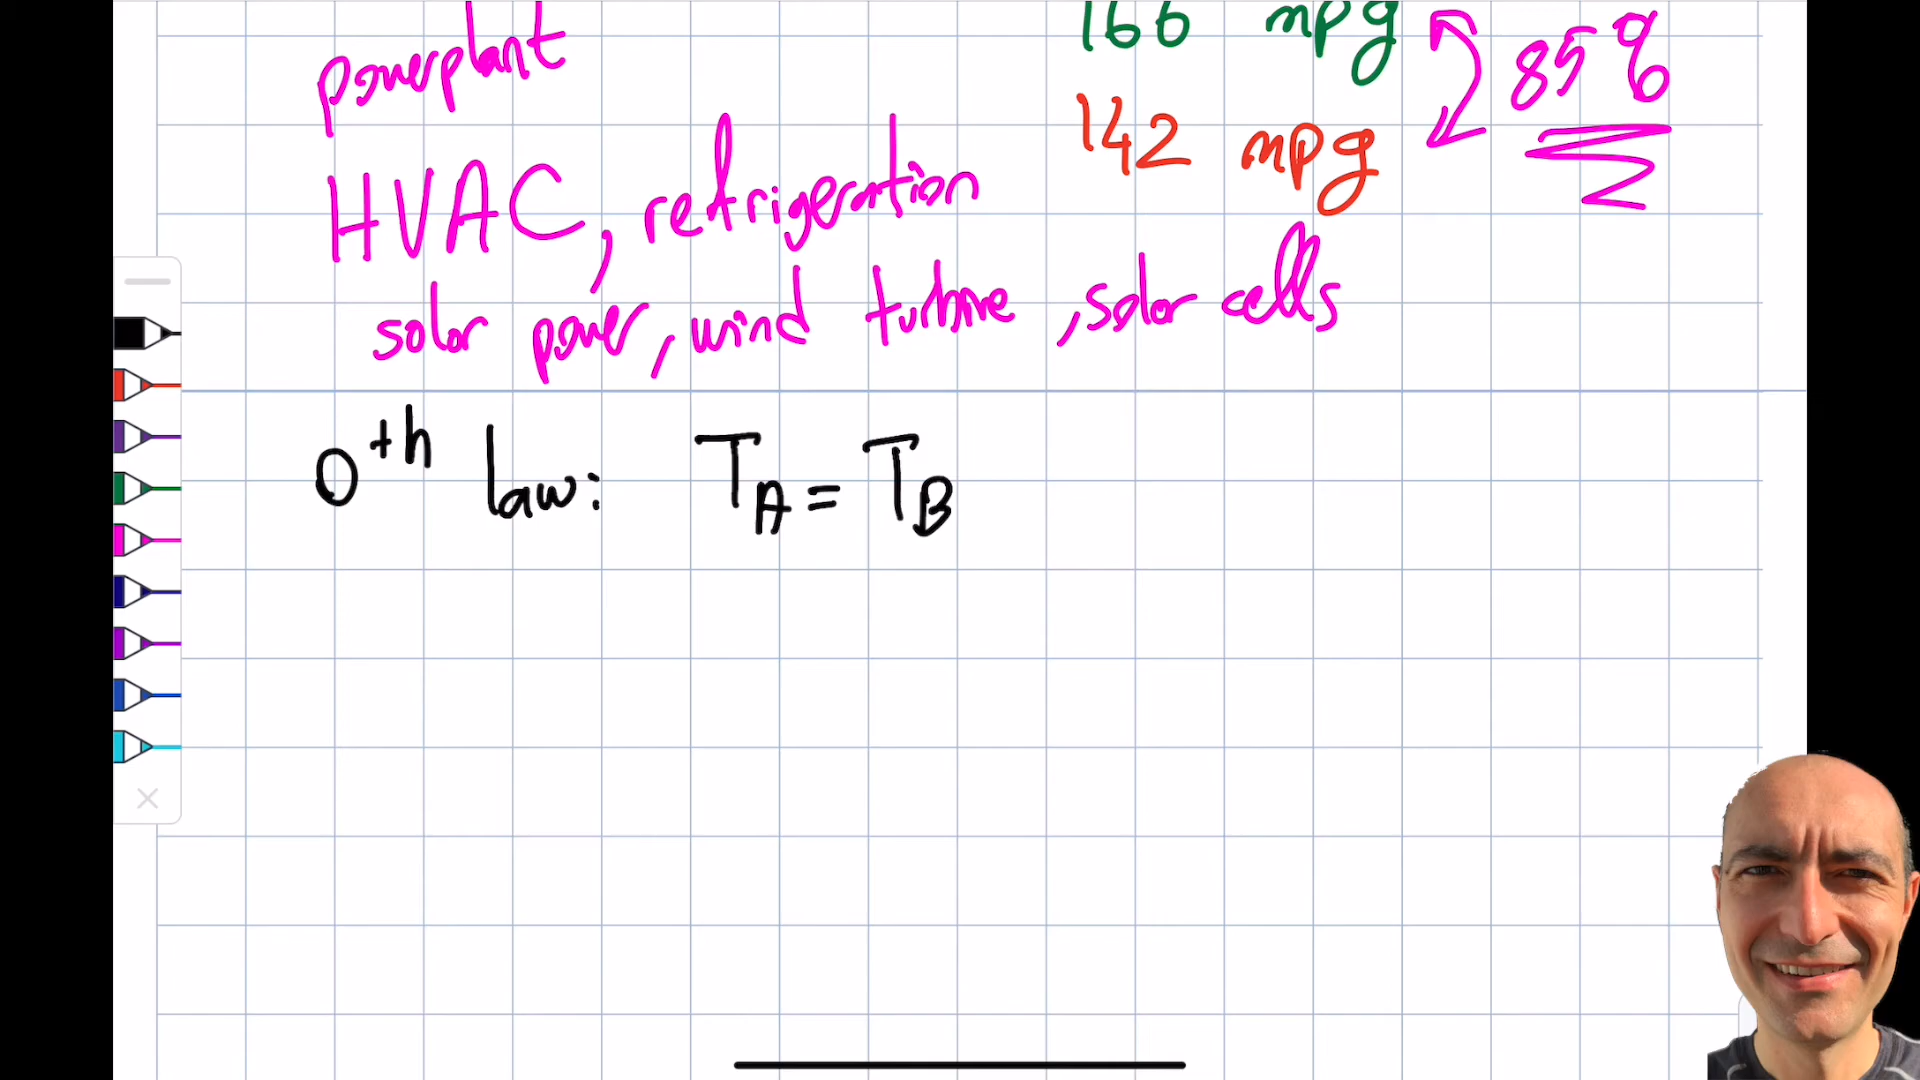 powerplant
166 mpg
85%
142 mpg
HVAC, refrigeration
solar power, wind turbine, solar cells
0th law: TA = TB